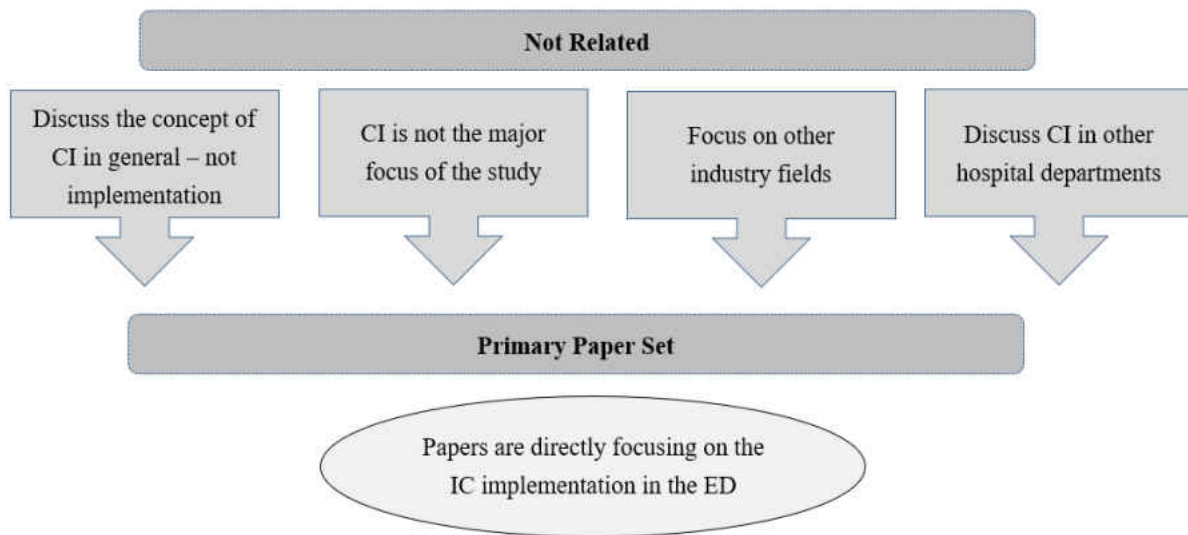 Not Related
Discuss the concept of
CI in general – not
implementation
CI is not the major
focus of the study
Focus on other
industry fields
Discuss CI in other
hospital departments
Primary Paper Set
Papers are directly focusing on the
IC implementation in the ED